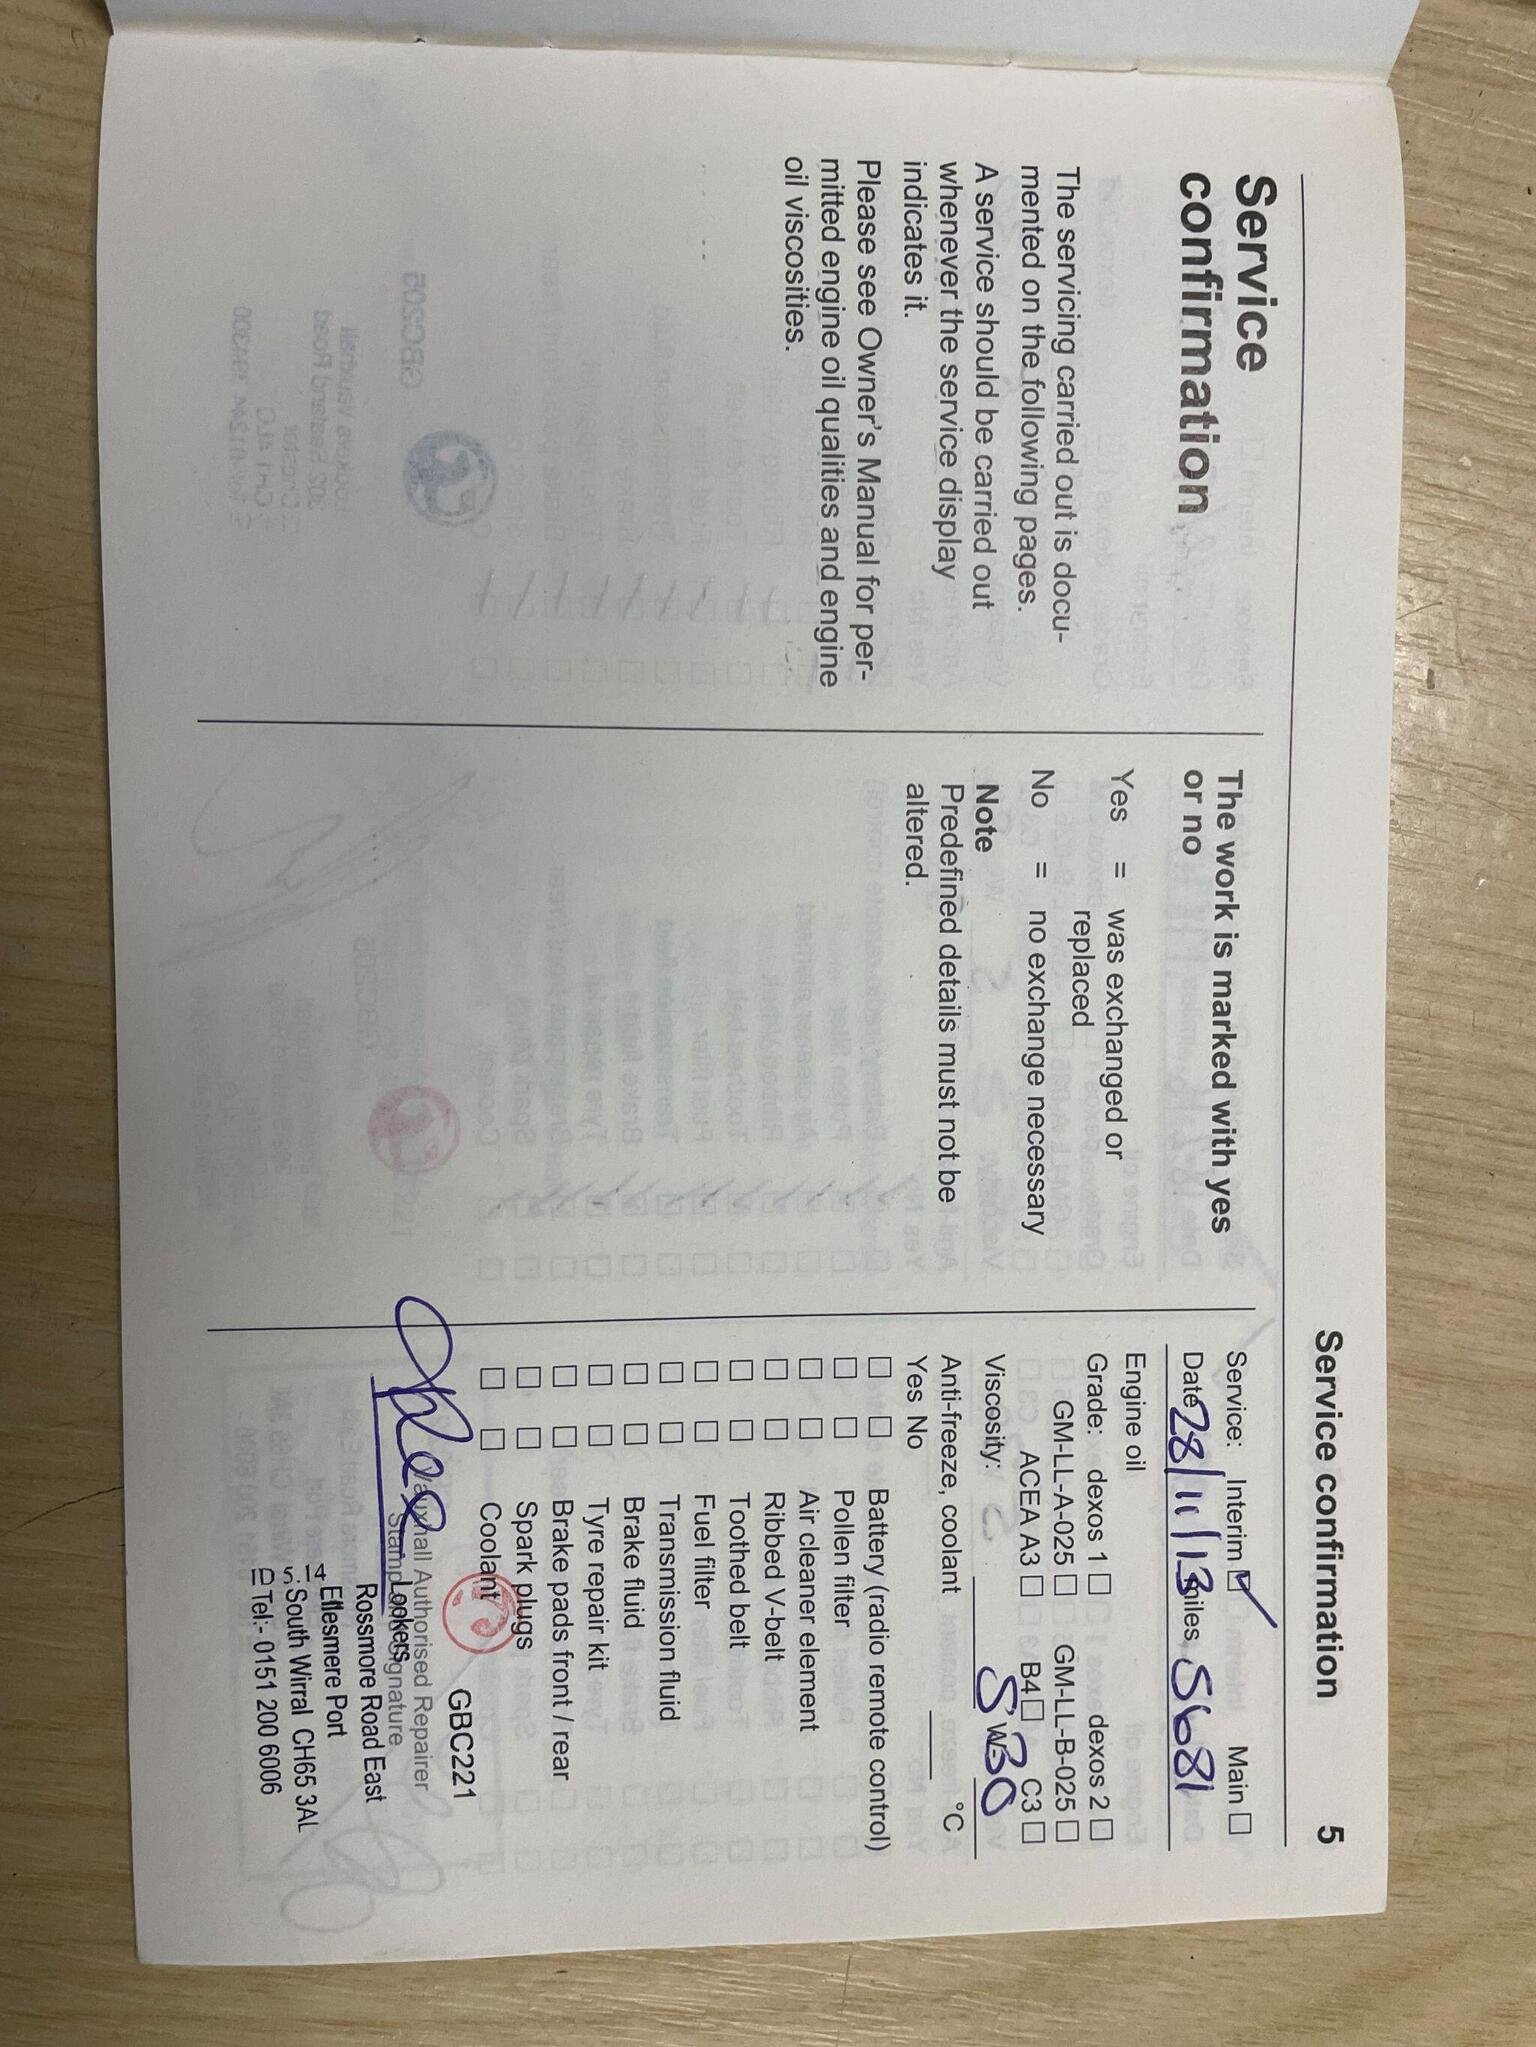 Service confirmation 5
Service
confirmation
The servicing carried out is docu-
mented on the following pages.
A service should be carried out
whenever the service display
indicates it.
Please see Owner's Manual for per-
mitted engine oil qualities and engine
oil viscosities.
The work is marked with yes
or no
Yes = was exchanged or
replaced
No = no exchange necessary
Note
Predefined details must not be
altered.
Service: Interim ☑ Main ☐
Date 28/11/13 miles 5681
Engine oil
Grade: dexos 1 ☐ dexos 2 ☐
GM-LL-A-025 ☐ GM-LL-B-025 ☐
ACEA A3 ☐ B4 ☐ C3 ☐
Viscosity: 5 W 30
Anti-freeze, coolant °C
Yes No
☐ ☐ Battery (radio remote control)
☐ ☐ Pollen filter
☐ ☐ Air cleaner element
☐ ☐ Ribbed V-belt
☐ ☐ Toothed belt
☐ ☐ Fuel filter
☐ ☐ Transmission fluid
☐ ☐ Brake fluid
☐ ☐ Tyre repair kit
☐ ☐ Brake pads front / rear
☐ ☐ Spark plugs
☐ ☐ Coolant
GBC221
Vauxhall Authorised Repairer
Stamp Signature
Lookers
Rossmore Road East
Ellesmere Port
South Wirral CH65 3AL
Tel:- 0151 200 6006